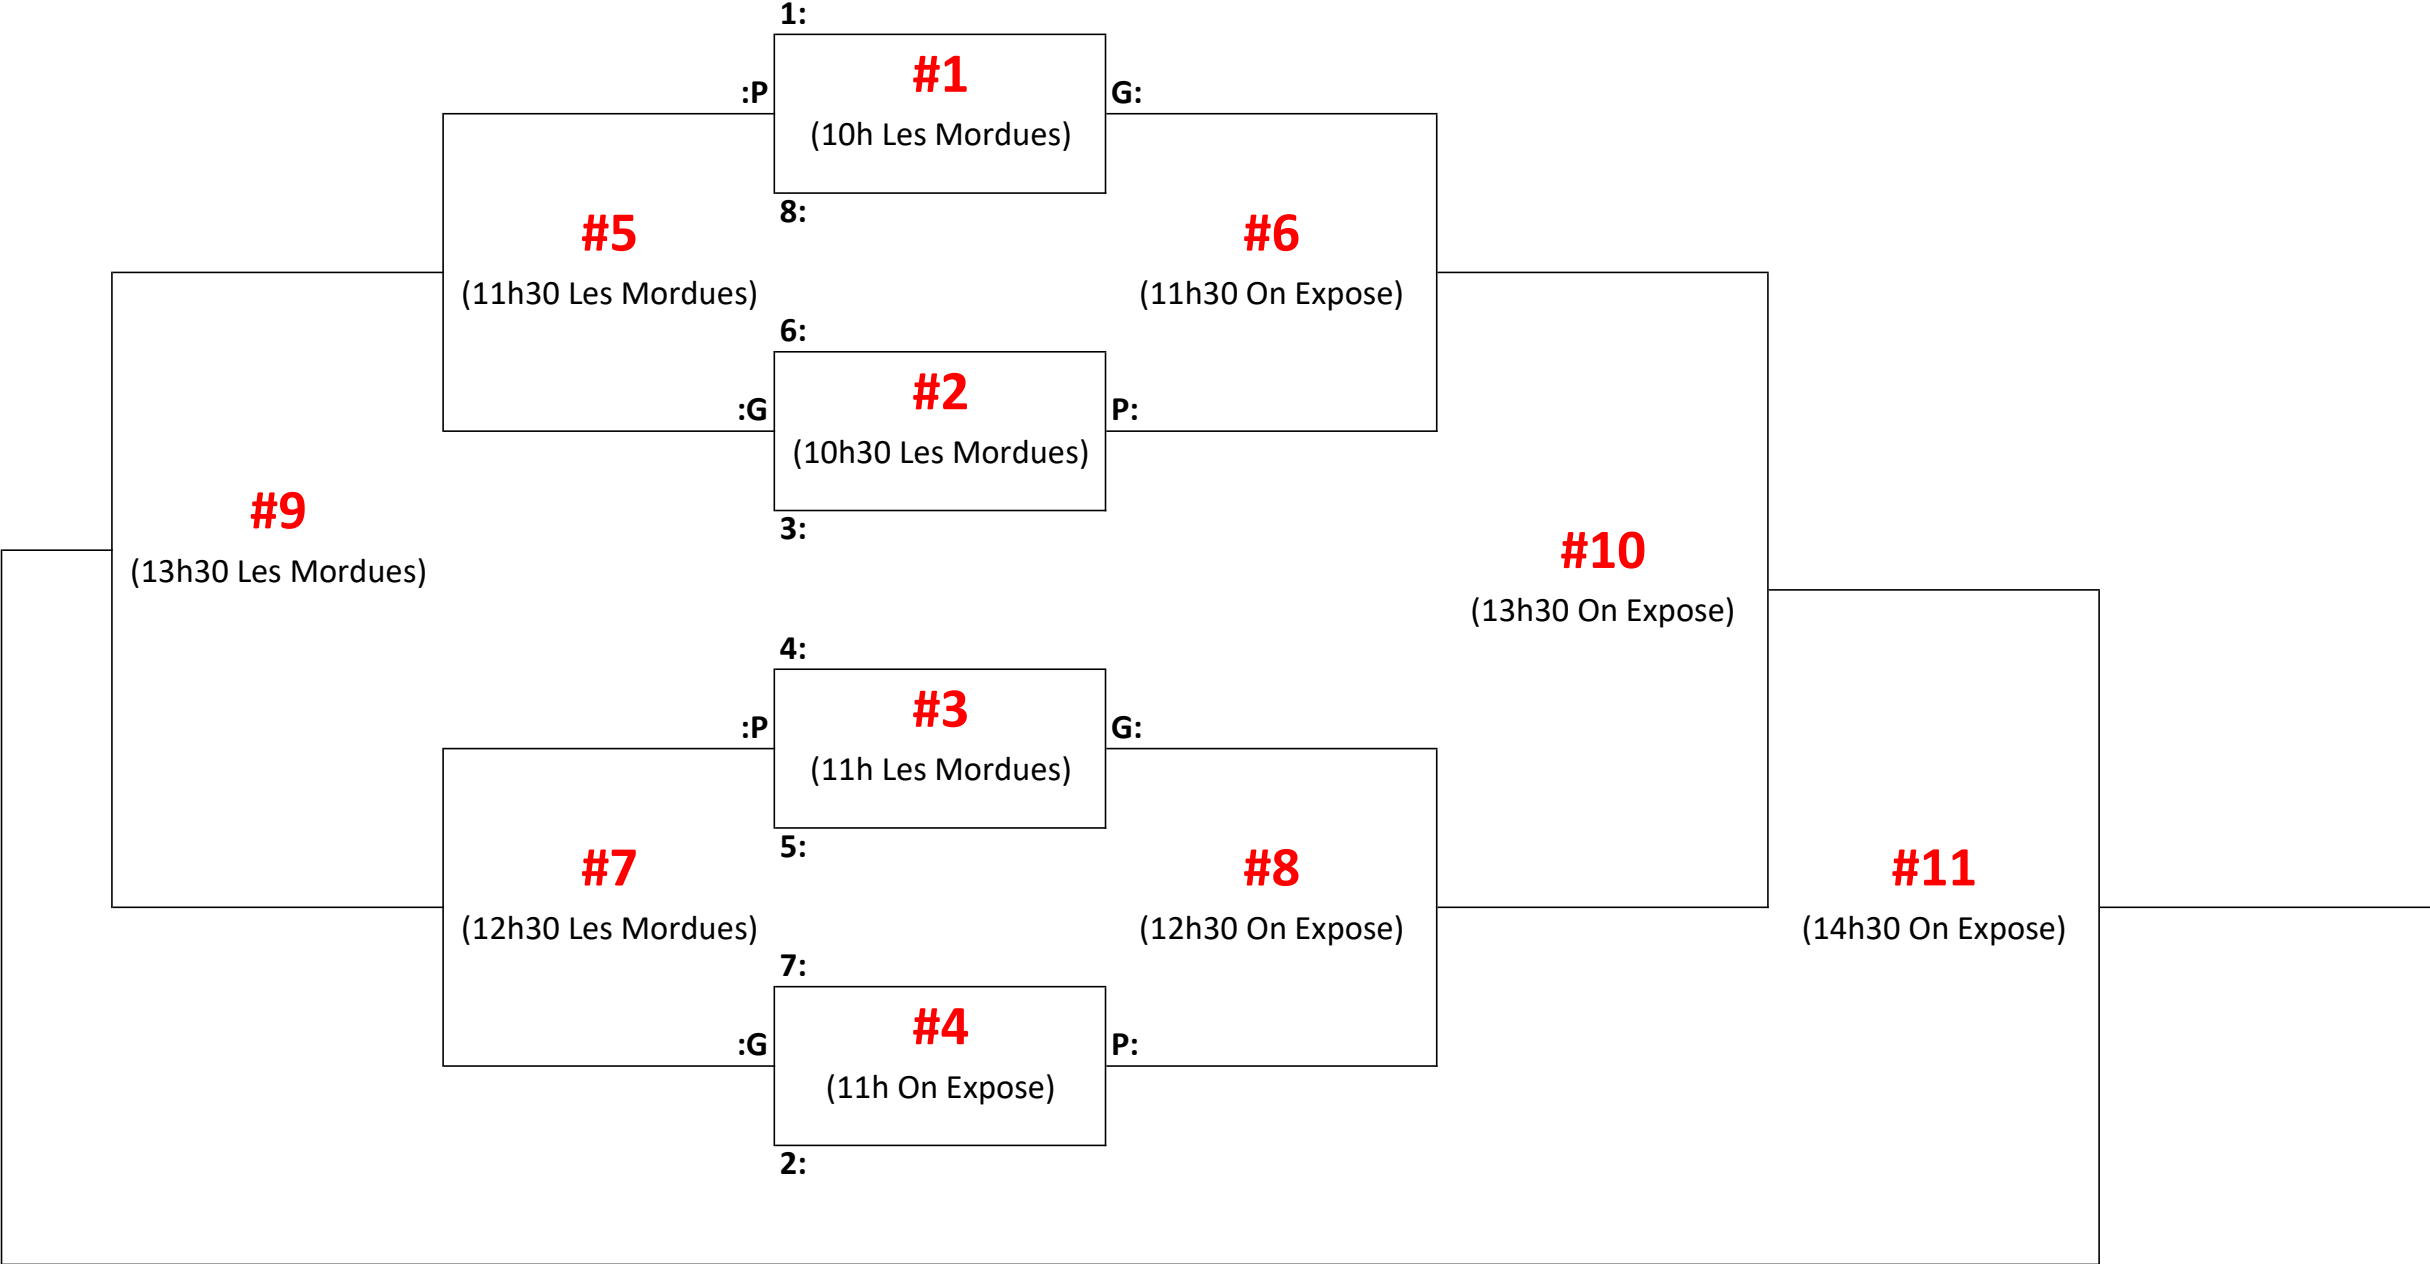 1:
#1
:P
G:
(10h Les Mordues)
8:
#5
#6
(11h30 Les Mordues)
(11h30 On Expose)
6:
#2
:G
P:
(10h30 Les Mordues)
3:
#9
(13h30 Les Mordues)
#10
(13h30 On Expose)
4:
#3
:P
G:
(11h Les Mordues)
5:
#7
#8
#11
(12h30 Les Mordues)
(12h30 On Expose)
(14h30 On Expose)
7:
#4
:G
P:
(11h On Expose)
2: